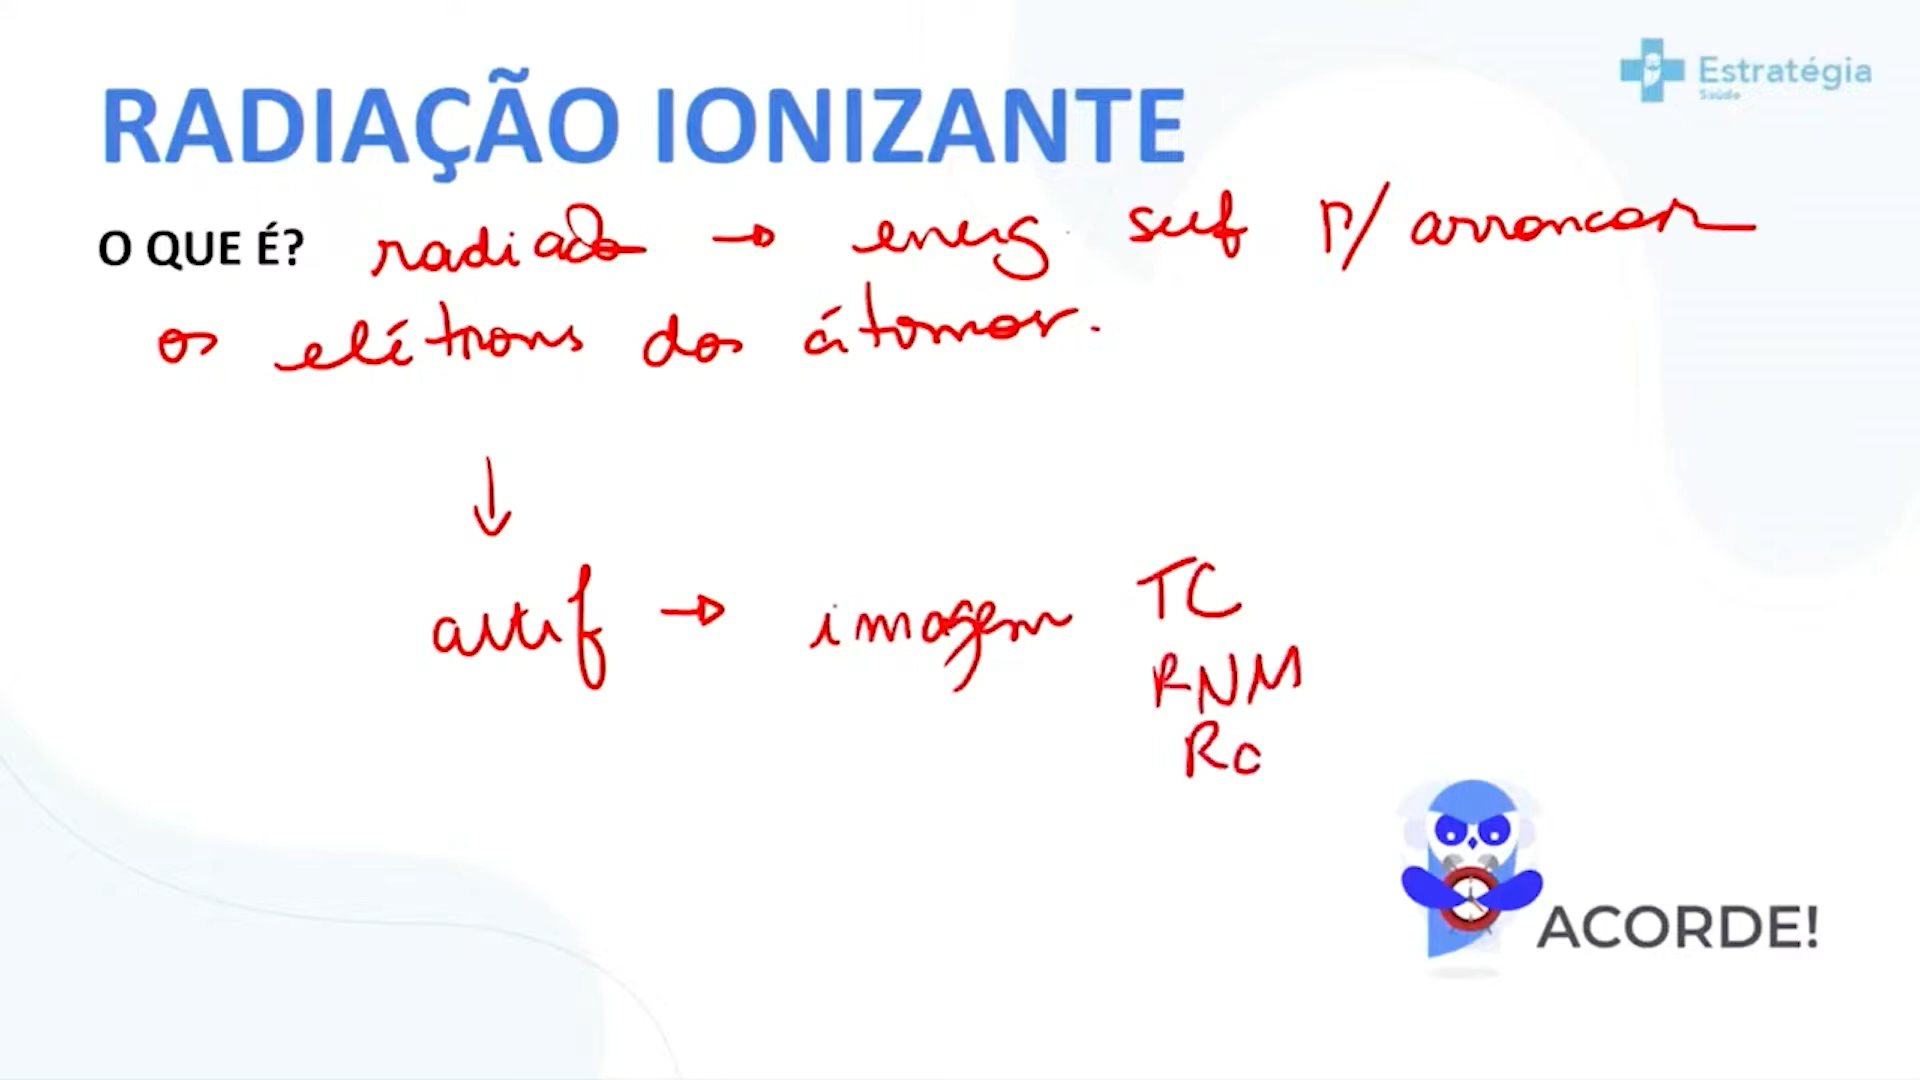 RADIAÇÃO IONIZANTE
Estratégia
Saúde
O QUE É? radiação → energ suf p/ arrancar
os elétrons dos átomos.
↓
artif → imagem TC
RNM
RC
ACORDE!